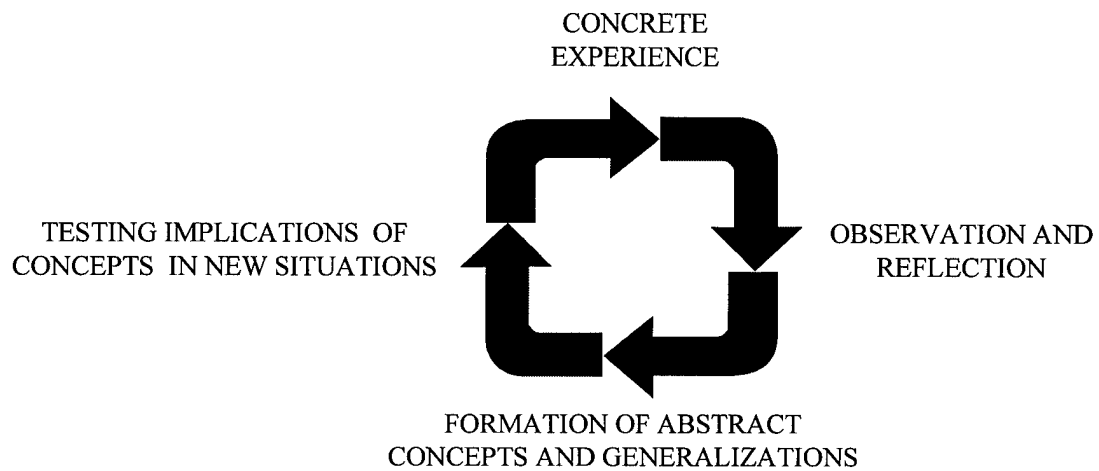 CONCRETE
EXPERIENCE
TESTING IMPLICATIONS OF
CONCEPTS IN NEW SITUATIONS
OBSERVATION AND
REFLECTION
FORMATION OF ABSTRACT
CONCEPTS AND GENERALIZATIONS